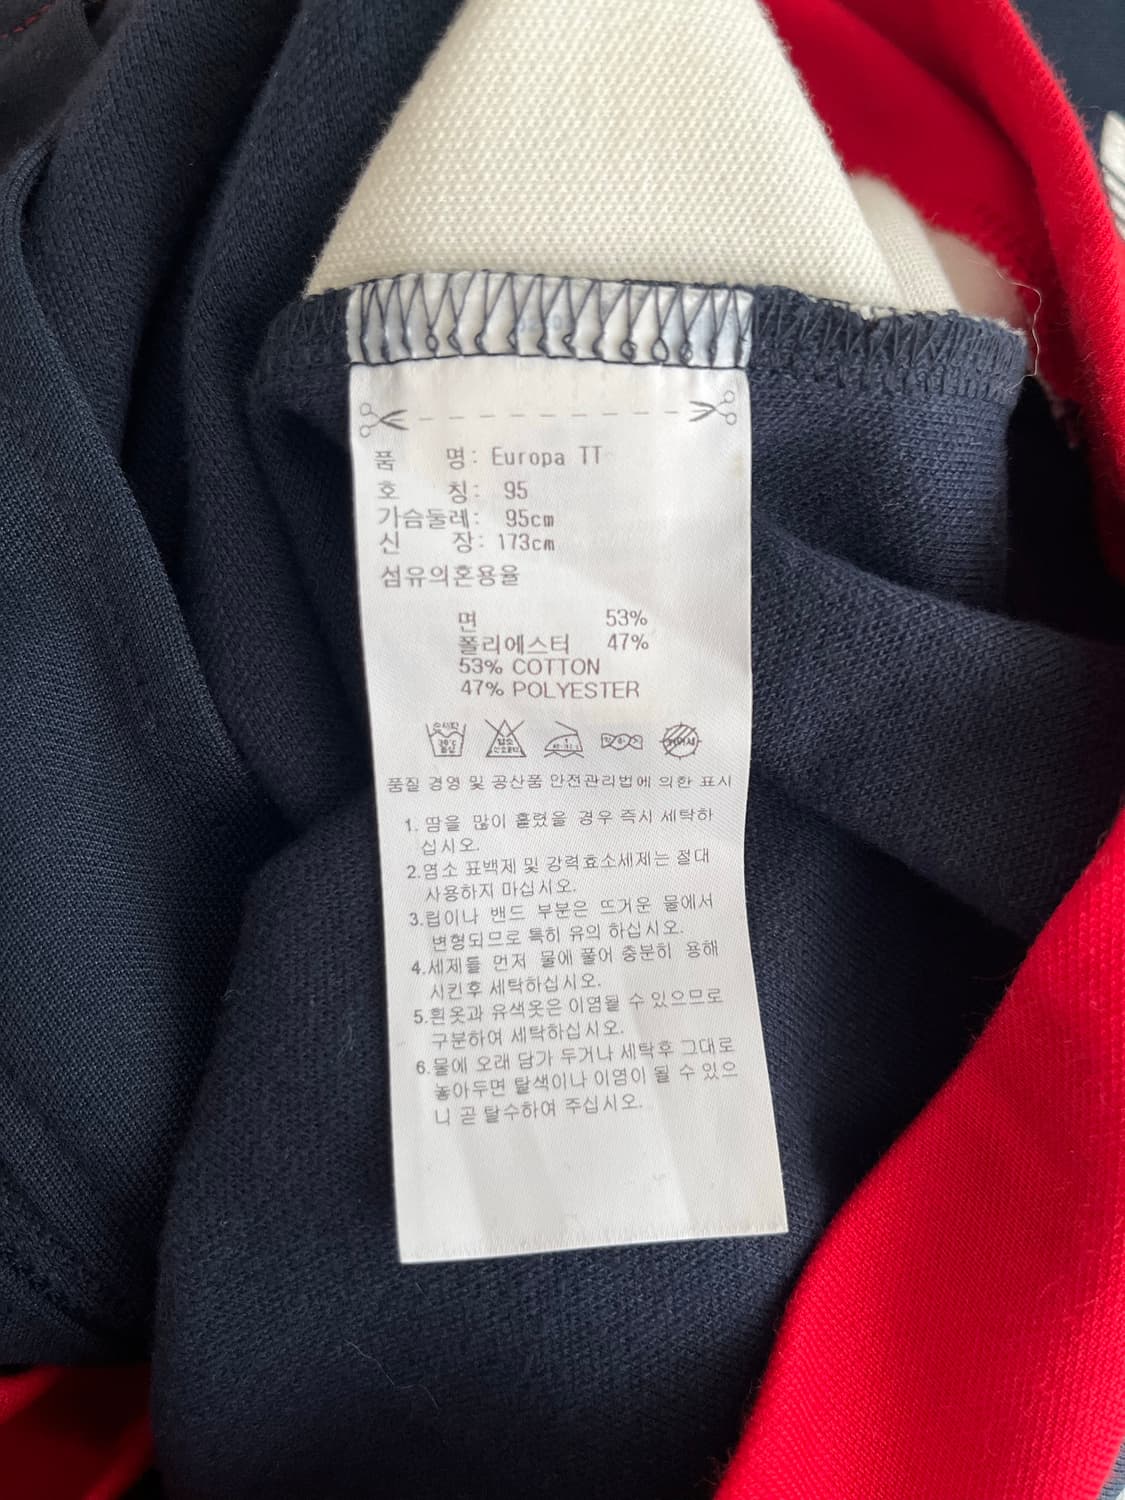 품 명: Europa TT
호 칭: 95
가슴둘레: 95cm
신 장: 173cm
섬유의혼용율
면 53%
폴리에스터 47%
53% COTTON
47% POLYESTER
품질 경영 및 공산품 안전관리법에 의한 표시
1. 땀을 많이 흘렸을 경우 즉시 세탁하
십시오.
2.염소 표백제 및 강력효소세제는 절대
사용하지 마십시오.
3.립이나 밴드 부분은 뜨거운 물에서
변형되므로 특히 유의 하십시오.
4.세제를 먼저 물에 풀어 충분히 용해
시킨후 세탁하십시오.
5.흰옷과 유색옷은 이염될 수 있으므로
구분하여 세탁하십시오.
6.물에 오래 담가 두거나 세탁후 그대로
놓아두면 탈색이나 이염이 될 수 있으
니 곧 탈수하여 주십시오.